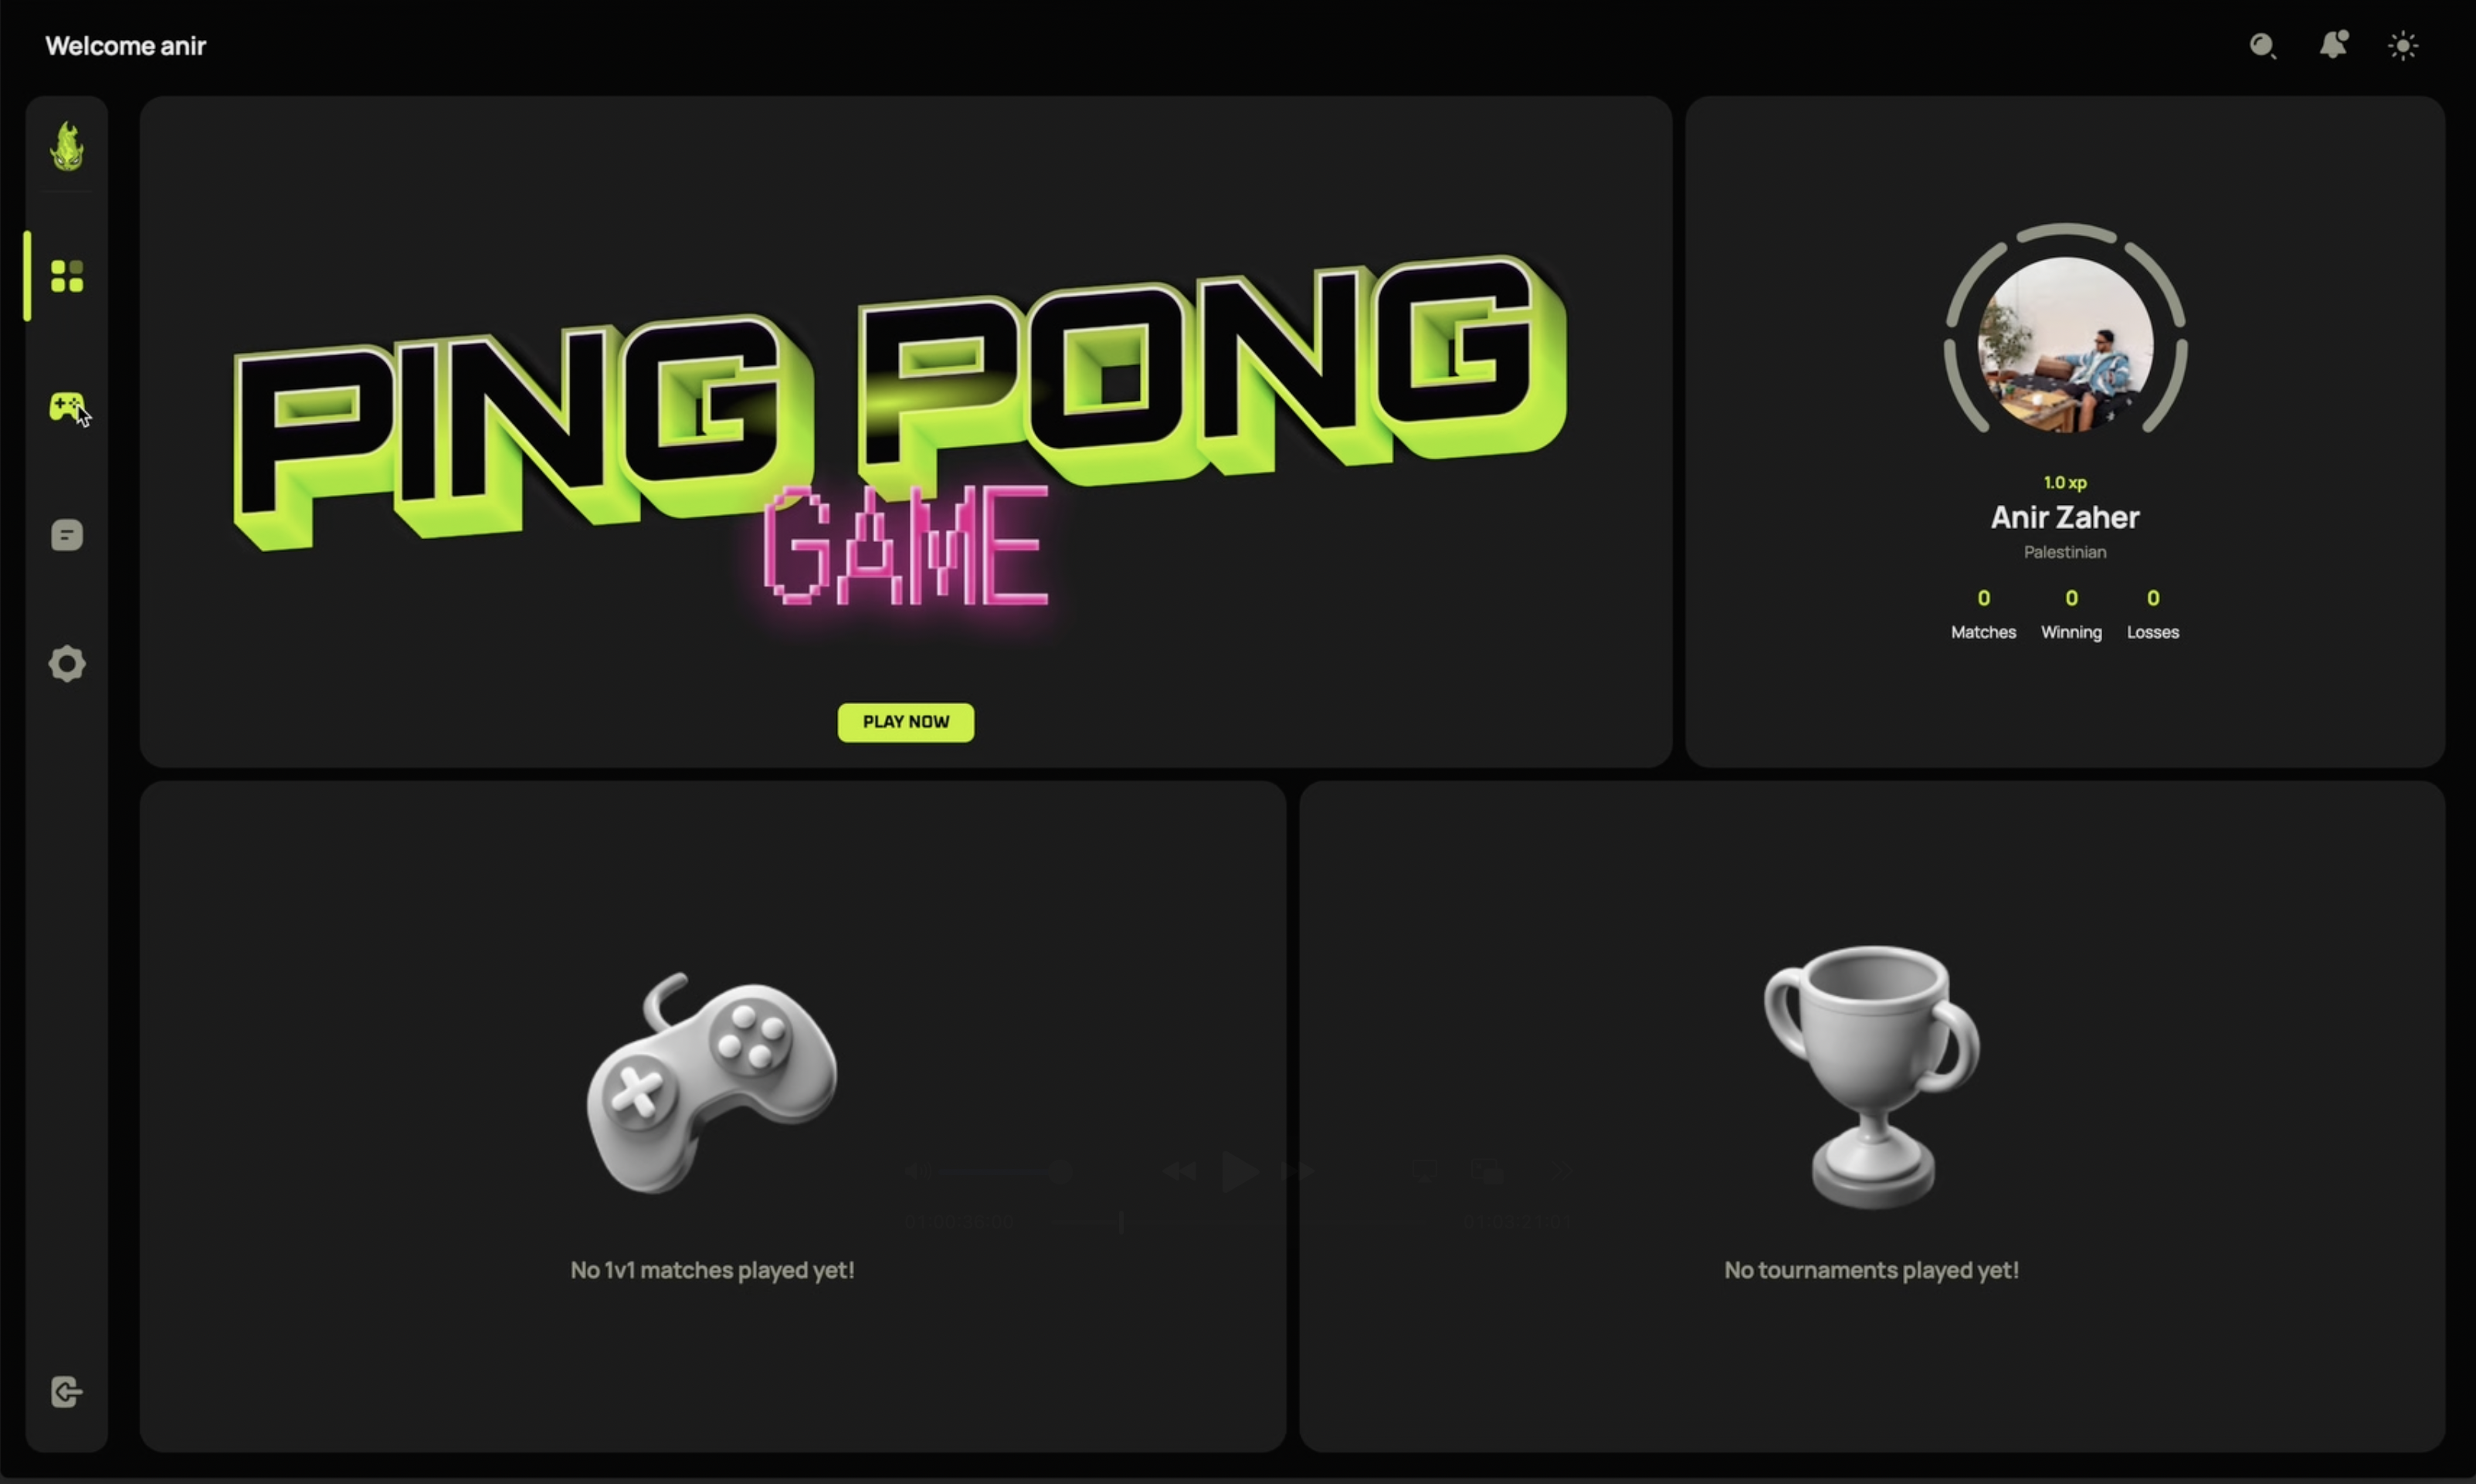 Welcome anir
PING PONG
GAME
PLAY NOW
1.0 xp
Anir Zaher
Palestinian
0 0 0
Matches Winning Losses
No 1v1 matches played yet!
No tournaments played yet!